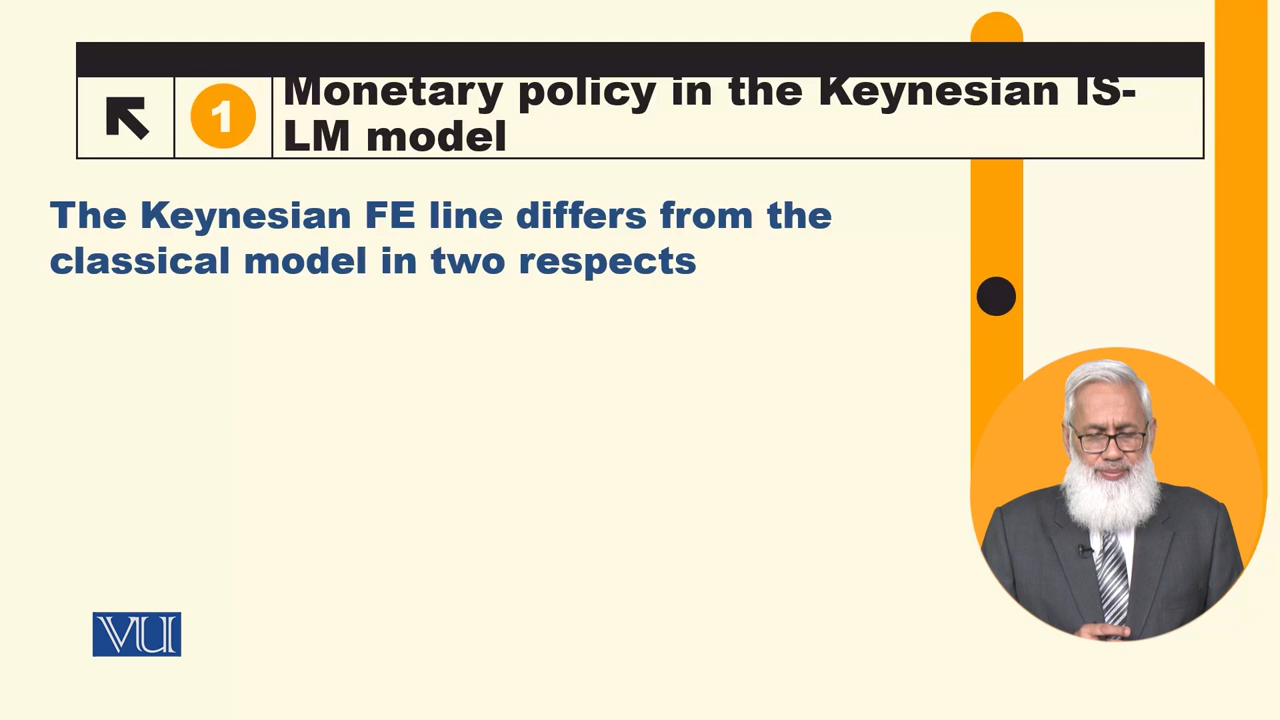 1
Monetary policy in the Keynesian IS-
LM model
The Keynesian FE line differs from the
classical model in two respects
VU